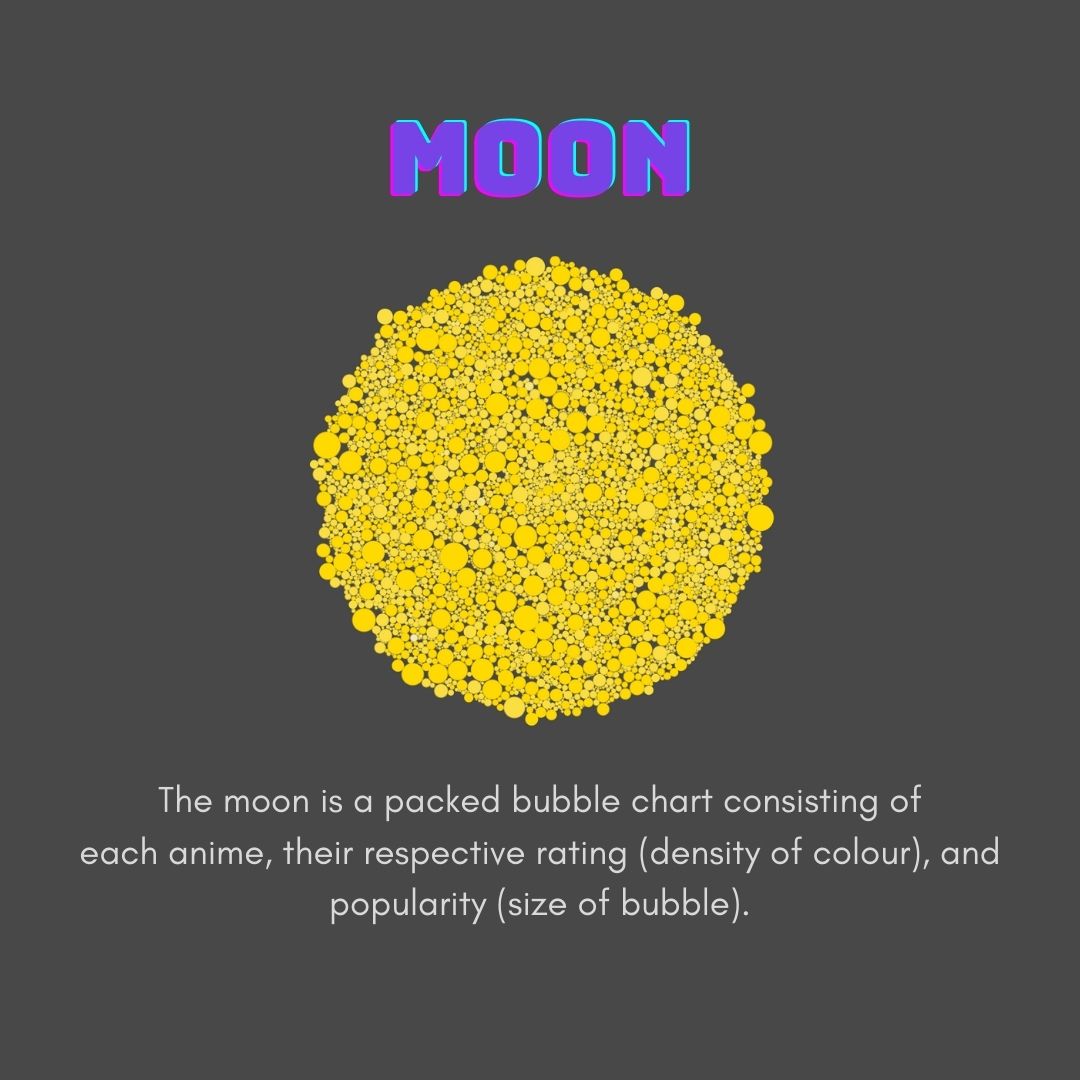 MOON
The moon is a packed bubble chart consisting of
each anime, their respective rating (density of colour), and
popularity (size of bubble).